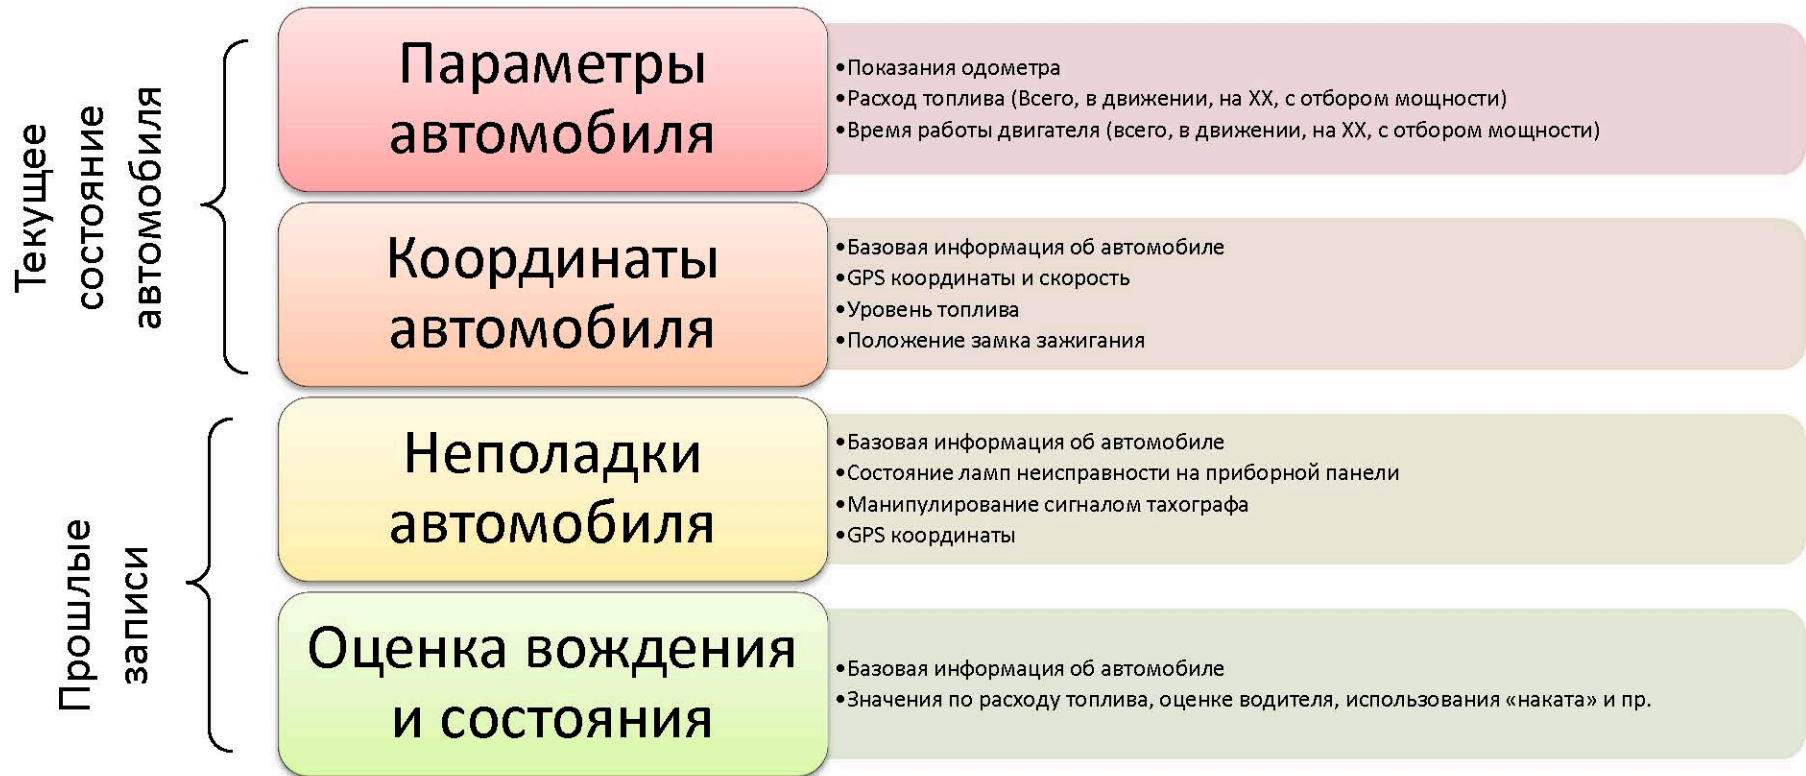 Текущее
состояние
автомобиля
Параметры
автомобиля
•Показания одометра
•Расход топлива (Всего, в движении, на ХХ, с отбором мощности)
•Время работы двигателя (всего, в движении, на ХХ, с отбором мощности)
Координаты
автомобиля
•Базовая информация об автомобиле
•GPS координаты и скорость
•Уровень топлива
•Положение замка зажигания
Прошлые
записи
Неполадки
автомобиля
•Базовая информация об автомобиле
•Состояние ламп неисправности на приборной панели
•Манипулирование сигналом тахографа
•GPS координаты
Оценка вождения
и состояния
•Базовая информация об автомобиле
•Значения по расходу топлива, оценке водителя, использования «наката» и пр.